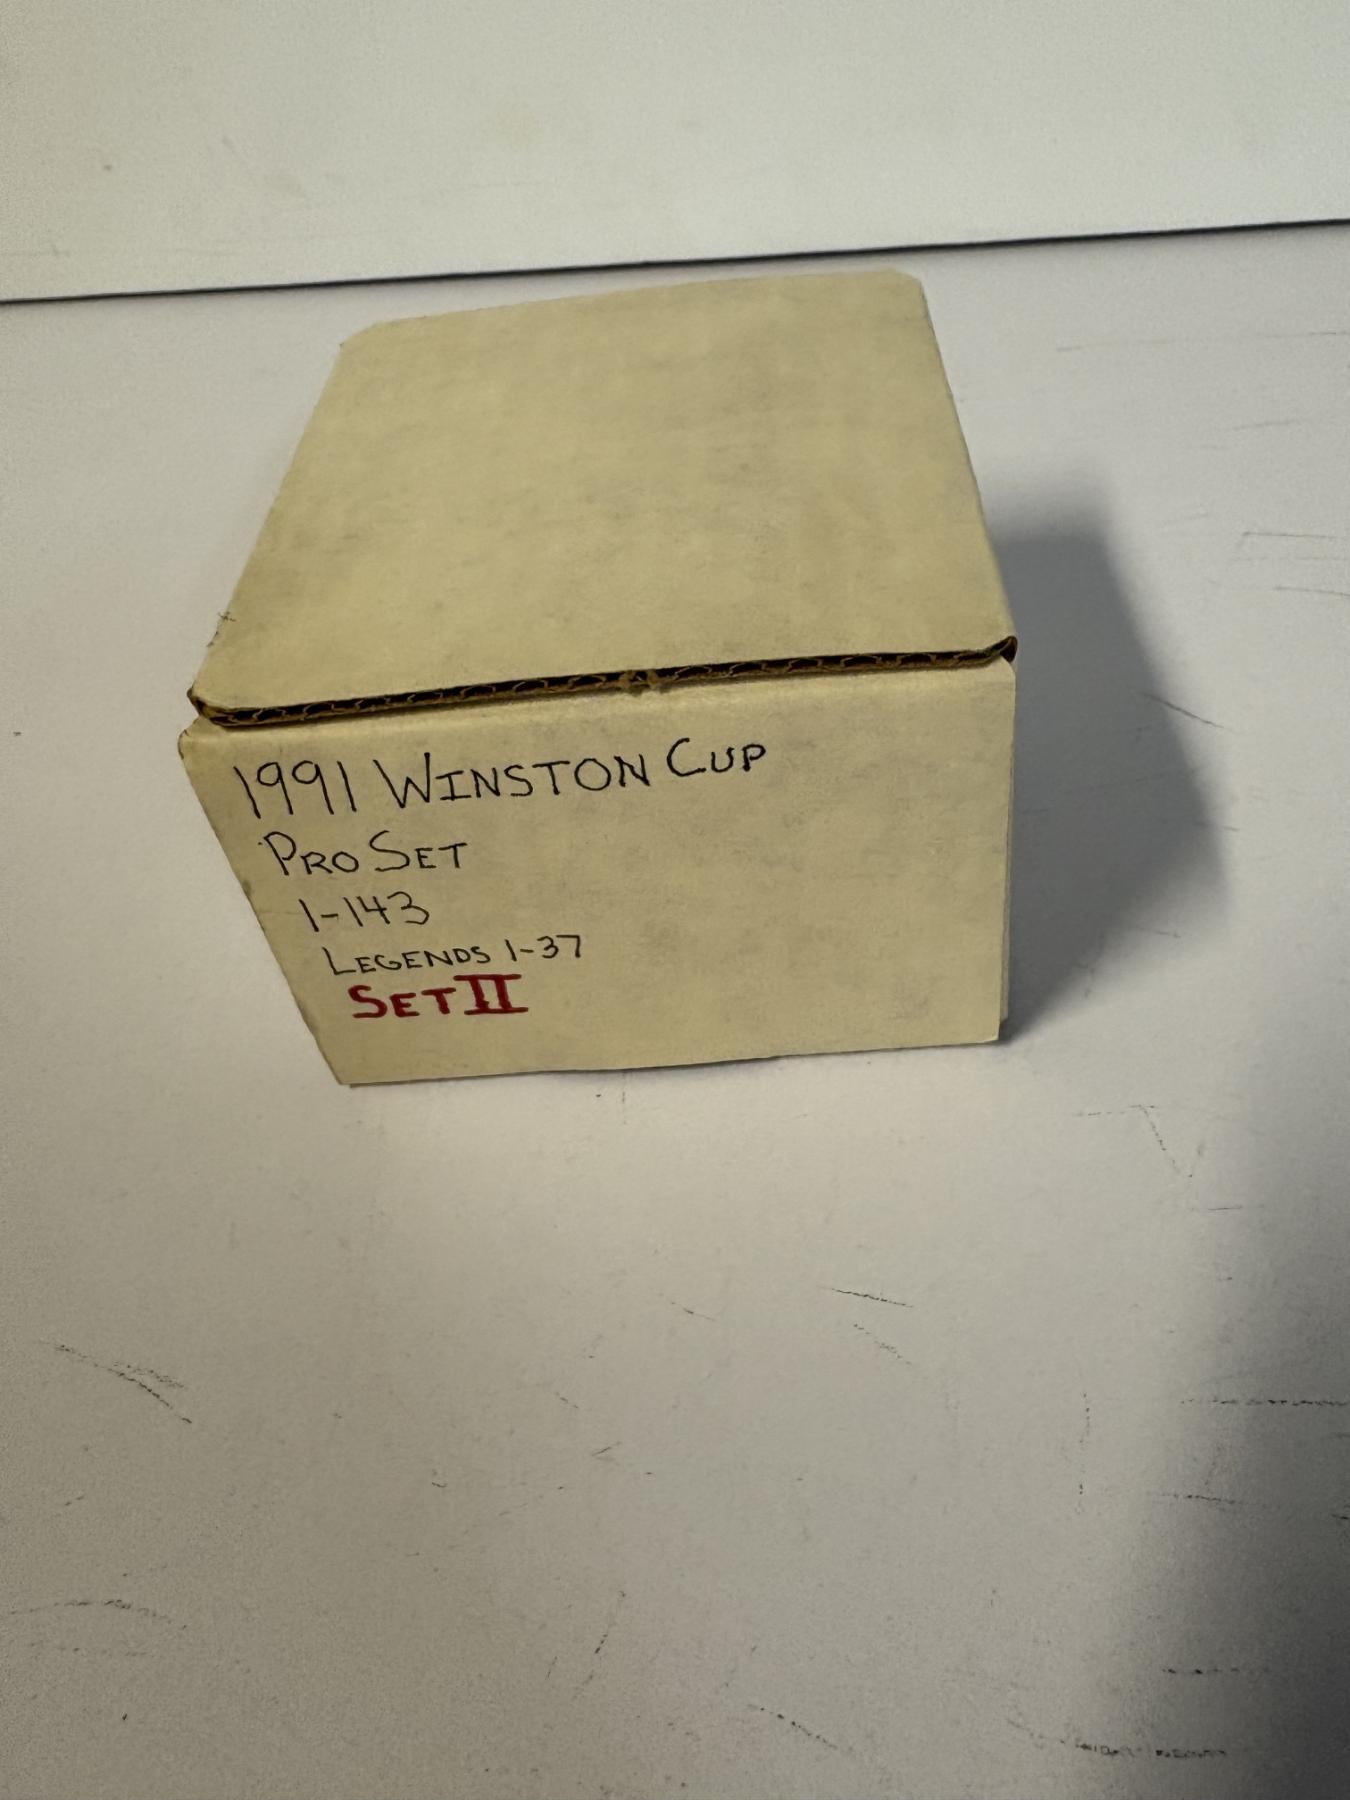 1991 WINSTON CUP
PRO SET
1-143
LEGENDS 1-37
SET II